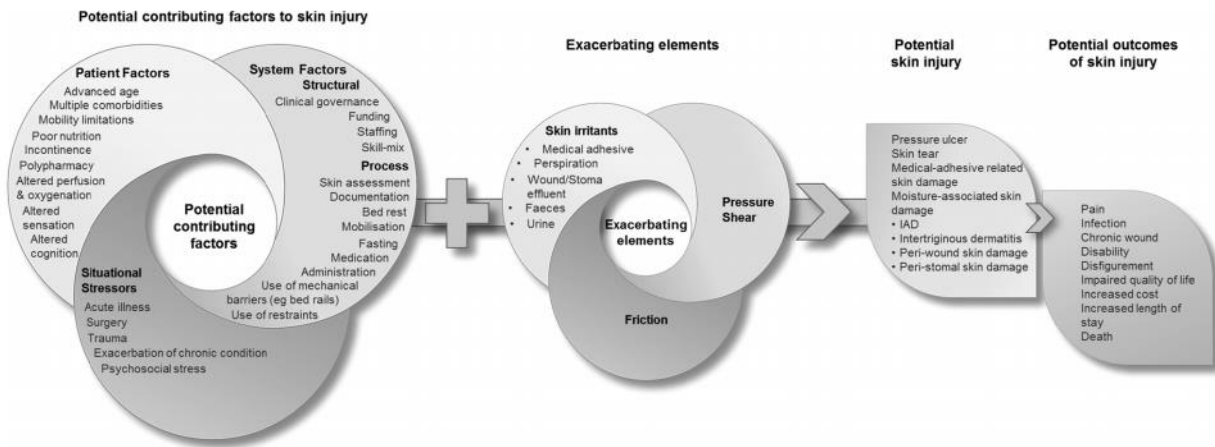 Potential contributing factors to skin injury
Patient Factors
Advanced age
Multiple comorbidities
Mobility limitations
Poor nutrition
Incontinence
Polypharmacy
Altered perfusion
& oxygenation
Altered
sensation
Altered
cognition
System Factors
Structural
Clinical governance
Funding
Staffing
Skill-mix
Process
Skin assessment
Documentation
Bed rest
Mobilisation
Fasting
Medication
Administration
Use of mechanical
barriers (eg bed rails)
Use of restraints
Potential
contributing
factors
Situational
Stressors
Acute illness
Surgery
Trauma
Exacerbation of chronic condition
Psychosocial stress
Exacerbating elements
Skin irritants
• Medical adhesive
• Perspiration
• Wound/Stoma
effluent
• Faeces
• Urine
Pressure
Shear
Exacerbating
elements
Friction
Potential
skin injury
Pressure ulcer
Skin tear
Medical-adhesive related
skin damage
Moisture-associated skin
damage
• IAD
• Intertriginous dermatitis
• Peri-wound skin damage
• Peri-stomal skin damage
Potential outcomes
of skin injury
Pain
Infection
Chronic wound
Disability
Disfigurement
Impaired quality of life
Increased cost
Increased length of
stay
Death